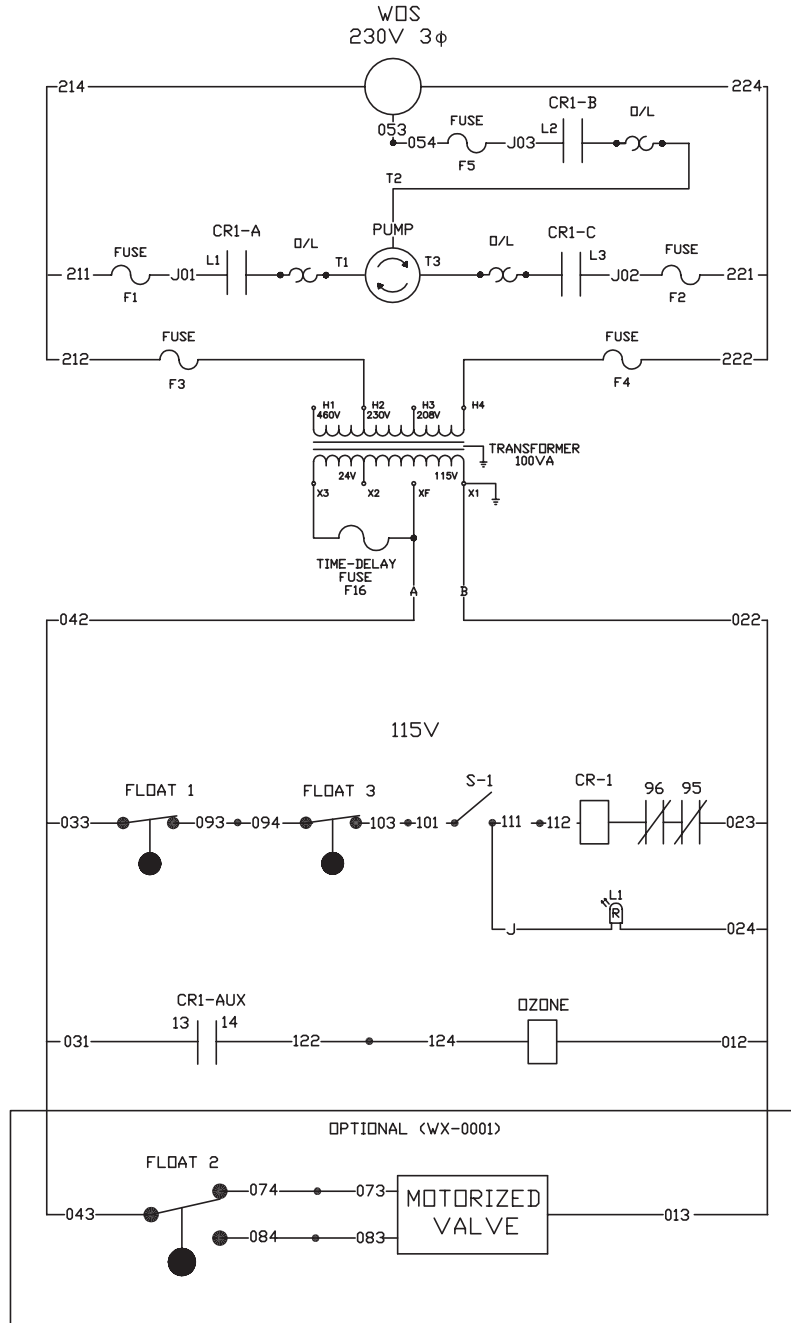 WOS
230V 3ϕ
214
224
CR1-B
O/L
FUSE
L2
053
054
J03
F5
T2
PUMP
CR1-A
O/L
O/L
CR1-C
FUSE
FUSE
L1
T1
T3
L3
211
J01
J02
221
F1
F2
FUSE
FUSE
212
222
F3
F4
H1
H2
H3
H4
460V
230V
208V
TRANSFORMER
100VA
24V
115V
X3
X2
XF
X1
TIME-DELAY
FUSE
F16
A
B
042
022
115V
FLOAT 1
FLOAT 3
S-1
CR-1
96
95
033
093
094
103
101
111
112
023
L1
R
J
024
CR1-AUX
OZONE
13
14
031
122
124
012
OPTIONAL (WX-0001)
FLOAT 2
074
073
MOTORIZED
VALVE
043
013
084
083